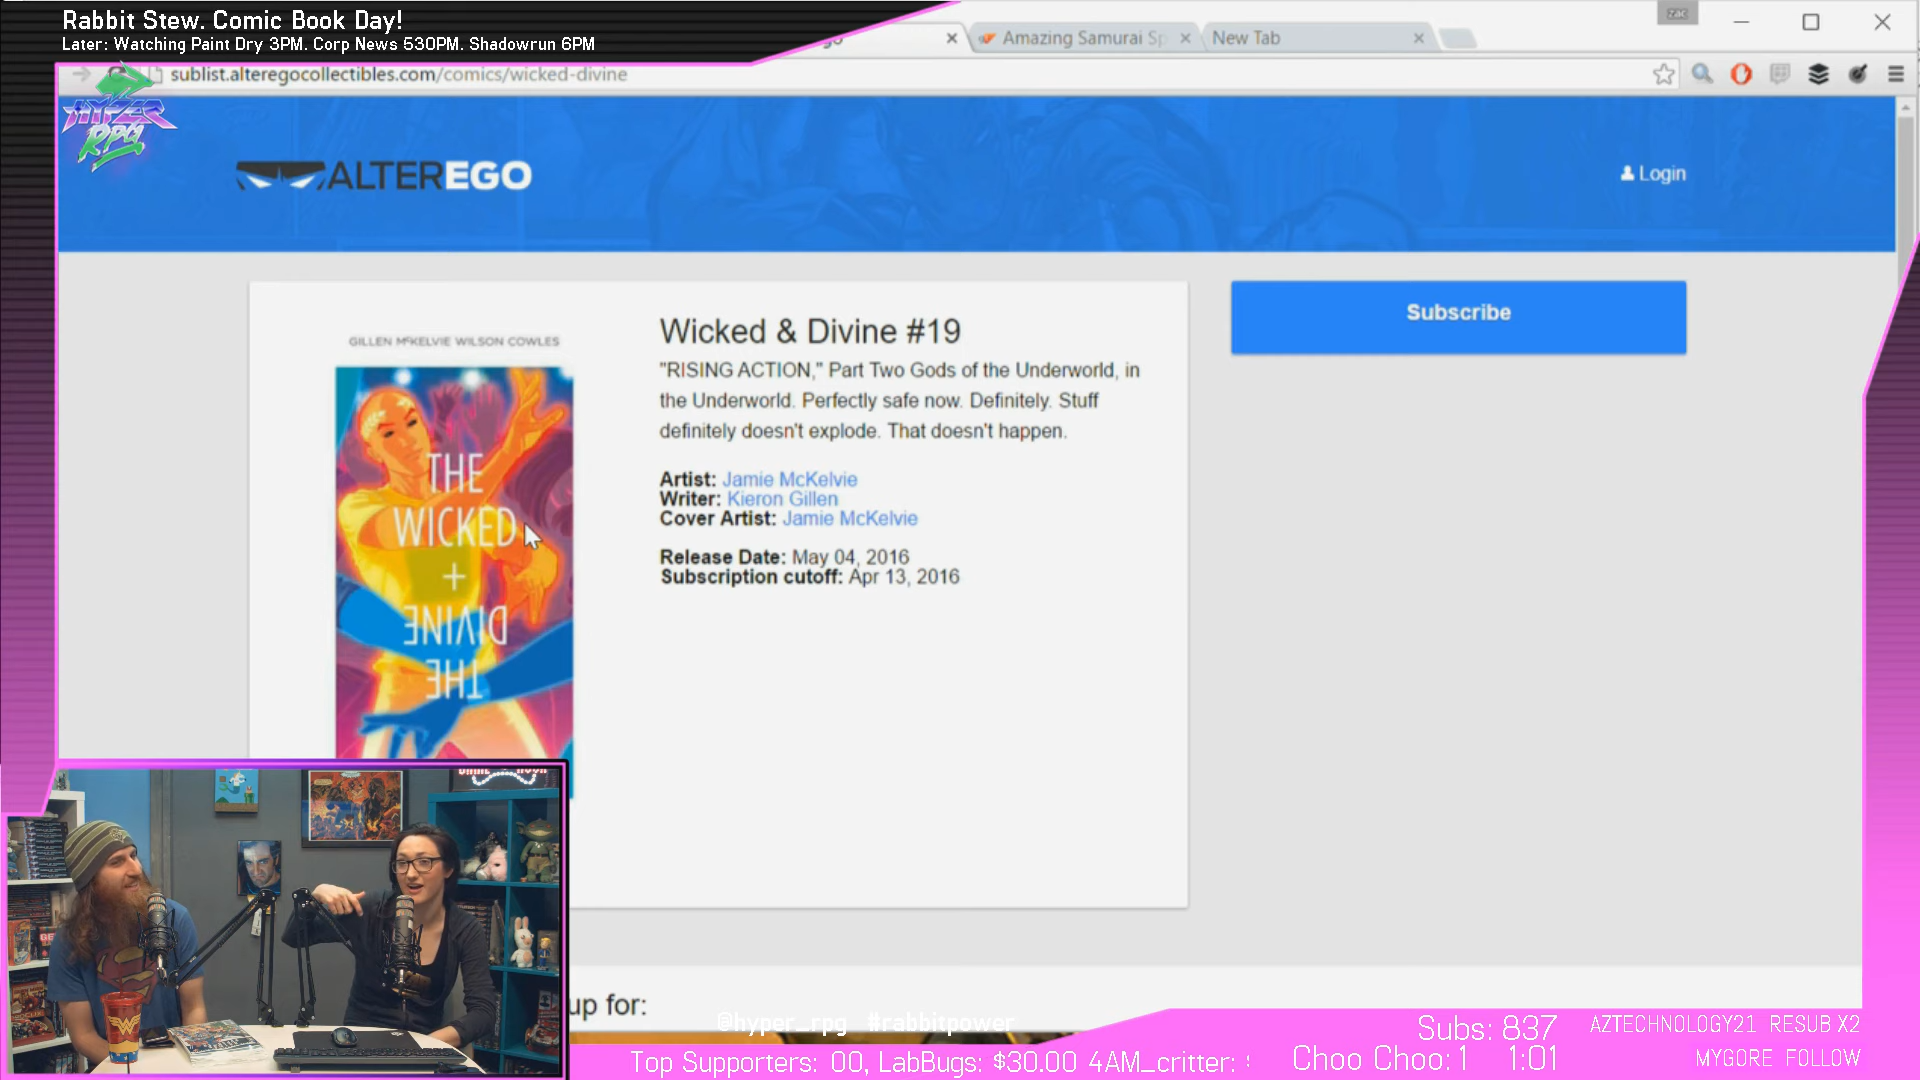 Rabbit Stew. Comic Book Day!
Later: Watching Paint Dry 3PM. Corp News 530PM. Shadowrun 6PM
Amazing Samurai Sp
New Tab
zac
sublist.alteregocollectibles.com/comics/wicked-divine
HYPER
RPG
ALTEREGO
Login
GILLEN McKELVIE WILSON COWLES
THE
WICKED
+
DIVINE
THE
Wicked & Divine #19
"RISING ACTION," Part Two Gods of the Underworld, in
the Underworld. Perfectly safe now. Definitely. Stuff
definitely doesn't explode. That doesn't happen.
Artist: Jamie McKelvie
Writer: Kieron Gillen
Cover Artist: Jamie McKelvie
Release Date: May 04, 2016
Subscription cutoff: Apr 13, 2016
Subscribe
up for:
@hyper_rpg #rabbitpower
Top Supporters: 00, LabBugs: $30.00 4AM_critter:
Subs: 837
Choo Choo: 1 1:01
AZTECHNOLOGY21 RESUB X2
MYGORE FOLLOW